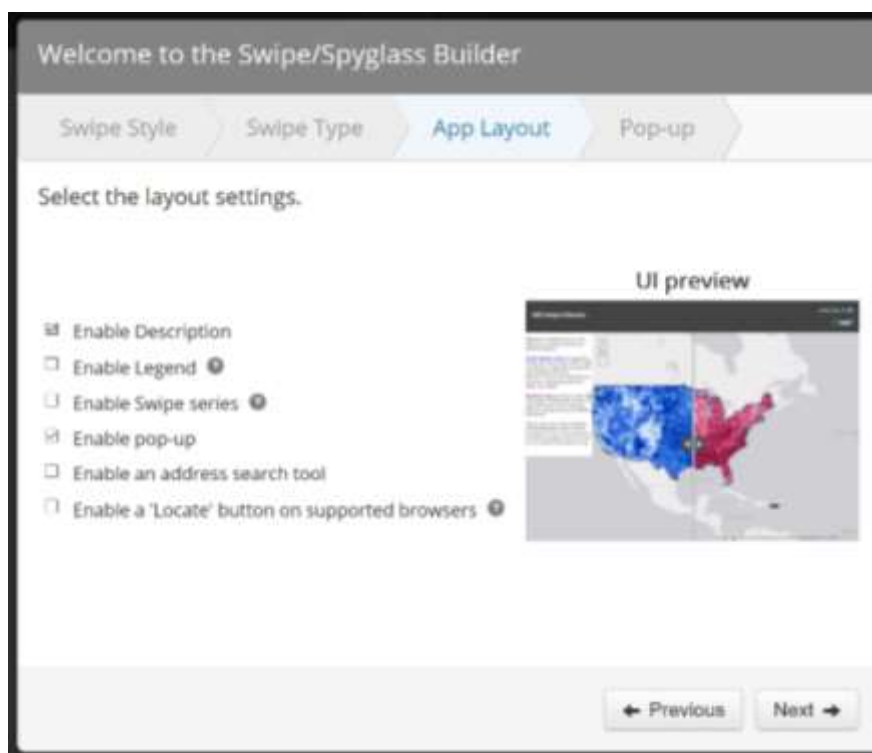 Welcome to the Swipe/Spyglass Builder
Swipe Style Swipe Type App Layout Pop-up
Select the layout settings.
UI preview
Enable Description
Enable Legend
Enable Swipe series
Enable pop-up
Enable an address search tool
Enable a 'Locate' button on supported browsers
Previous Next